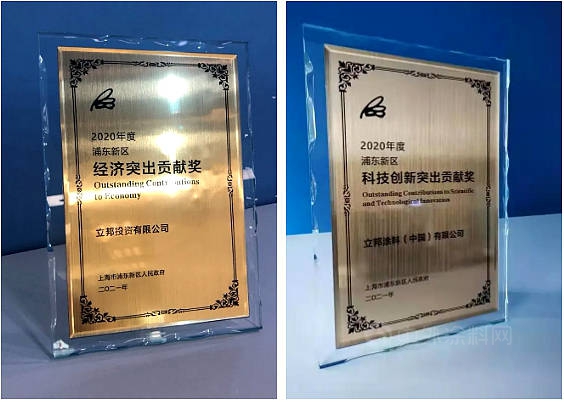 2020年度
浦东新区
经济突出贡献奖
Outstanding Contributions
to Economy
立邦投资有限公司
上海市浦东新区人民政府
二〇二一年
2020年度
浦东新区
科技创新突出贡献奖
Outstanding Contributions to Scientific
and Technological Innovation
立邦涂料（中国）有限公司
上海市浦东新区人民政府
二〇二一年
涂料网